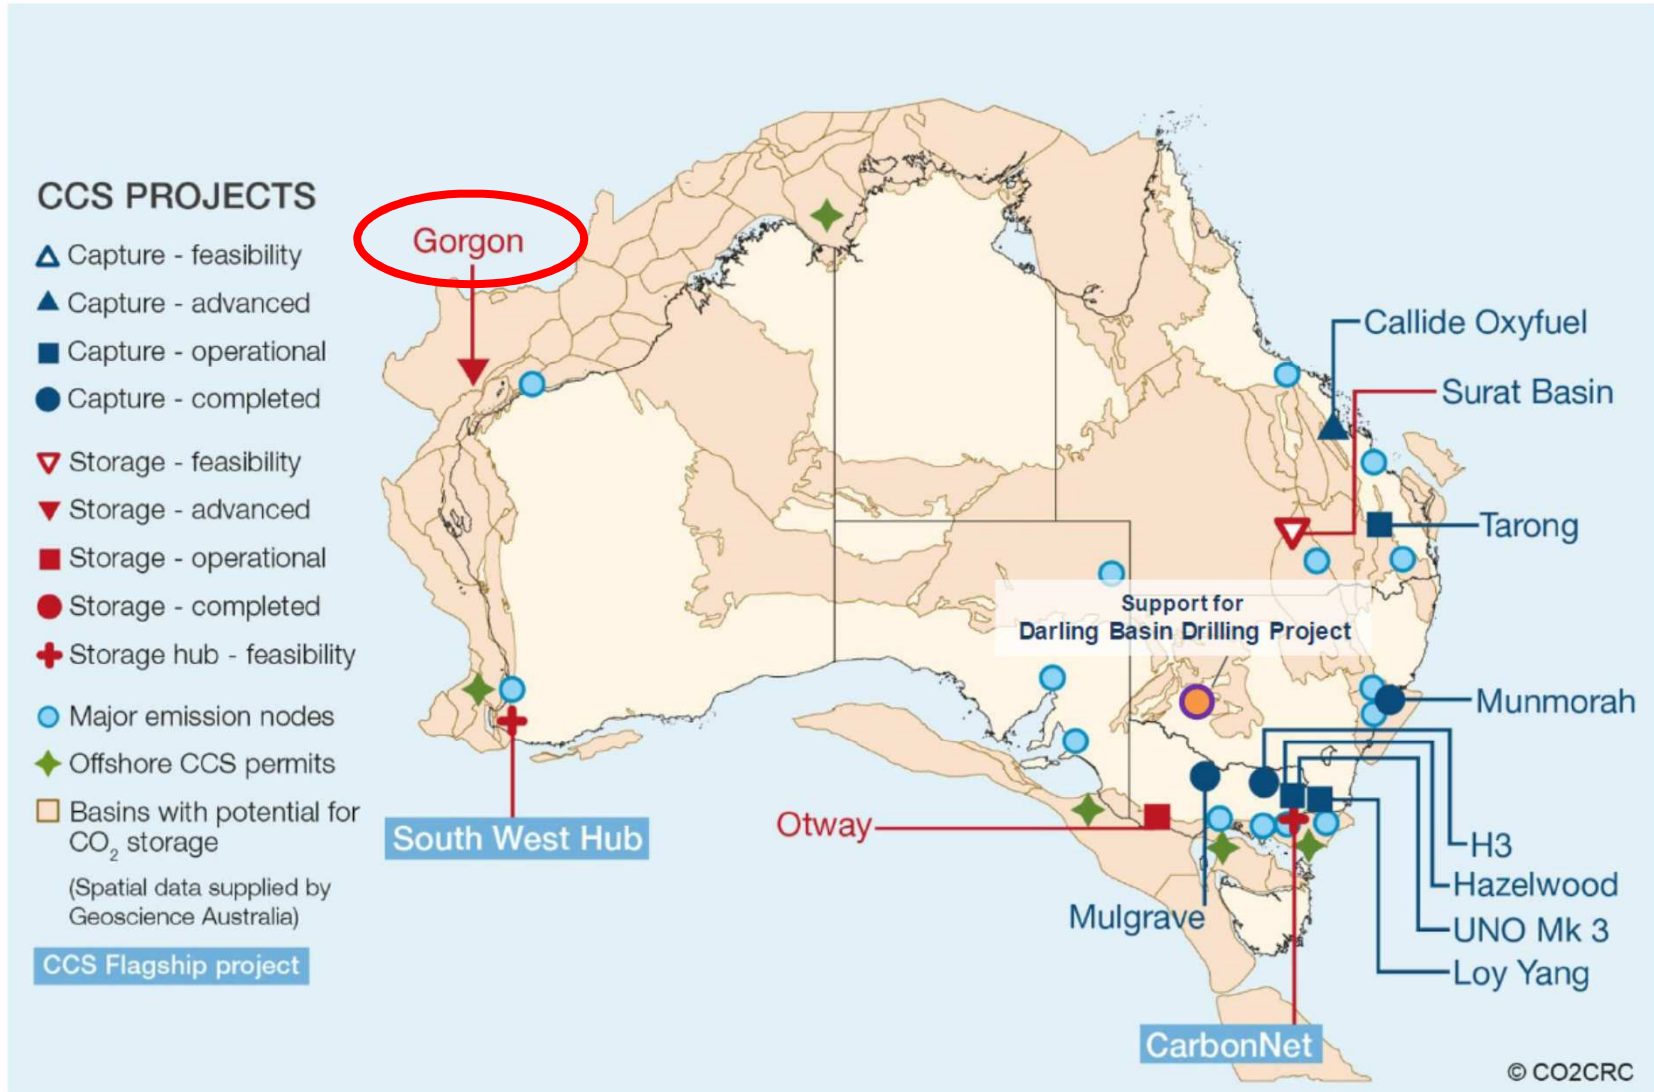 CCS PROJECTS
Capture - feasibility
Capture - advanced
Capture - operational
Capture - completed
Storage - feasibility
Storage - advanced
Storage - operational
Storage - completed
Storage hub - feasibility
Major emission nodes
Offshore CCS permits
Basins with potential for
CO₂ storage
(Spatial data supplied by
Geoscience Australia)
CCS Flagship project
Gorgon
South West Hub
Otway
Support for
Darling Basin Drilling Project
Callide Oxyfuel
Surat Basin
Tarong
Munmorah
Mulgrave
H3
Hazelwood
UNO Mk 3
Loy Yang
CarbonNet
© CO2CRC